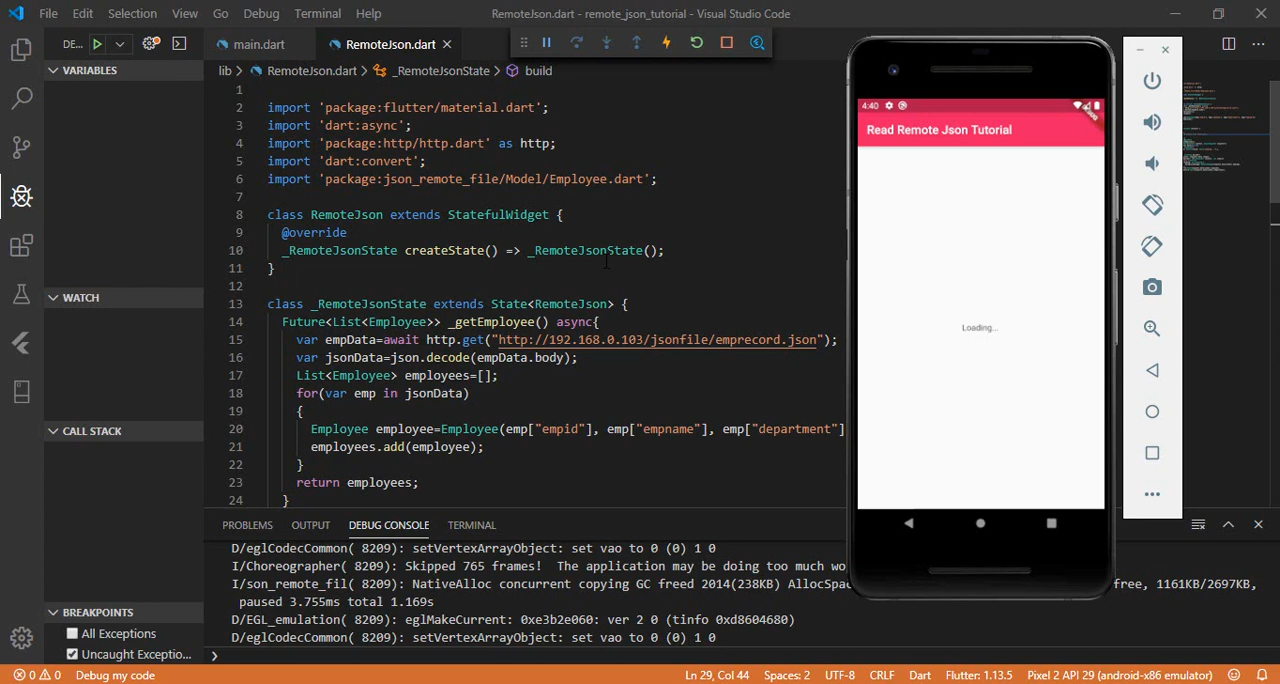 File Edit Selection View Go Debug Terminal Help RemoteJson.dart - remote_json_tutorial - Visual Studio Code
DE...
main.dart RemoteJson.dart
VARIABLES
WATCH
CALL STACK
BREAKPOINTS
All Exceptions
Uncaught Exceptio...
lib > RemoteJson.dart > _RemoteJsonState > build
1
2 import 'package:flutter/material.dart';
3 import 'dart:async';
4 import 'package:http/http.dart' as http;
5 import 'dart:convert';
6 import 'package:json_remote_file/Model/Employee.dart';
7
8 class RemoteJson extends StatefulWidget {
9 @override
10 _RemoteJsonState createState() => _RemoteJsonState();
11 }
12
13 class _RemoteJsonState extends State<RemoteJson> {
14 Future<List<Employee>> _getEmployee() async{
15 var empData=await http.get("http://192.168.0.103/jsonfile/emprecord.json");
16 var jsonData=json.decode(empData.body);
17 List<Employee> employees=[];
18 for(var emp in jsonData)
19 {
20 Employee employee=Employee(emp["empid"], emp["empname"], emp["department"]
21 employees.add(employee);
22 }
23 return employees;
24 }
PROBLEMS OUTPUT DEBUG CONSOLE TERMINAL
D/eglCodecCommon( 8209): setVertexArrayObject: set vao to 0 (0) 1 0
I/Choreographer( 8209): Skipped 765 frames! The application may be doing too much wo
I/son_remote_fil( 8209): NativeAlloc concurrent copying GC freed 2014(238KB) AllocSpac free, 1161KB/2697KB,
paused 3.755ms total 1.169s
D/EGL_emulation( 8209): eglMakeCurrent: 0xe3b2e060: ver 2 0 (tinfo 0xd8604680)
D/eglCodecCommon( 8209): setVertexArrayObject: set vao to 0 (0) 1 0
>
4:40
Read Remote Json Tutorial
Loading...
0 0 Debug my code Ln 29, Col 44 Spaces: 2 UTF-8 CRLF Dart Flutter: 1.13.5 Pixel 2 API 29 (android-x86 emulator)